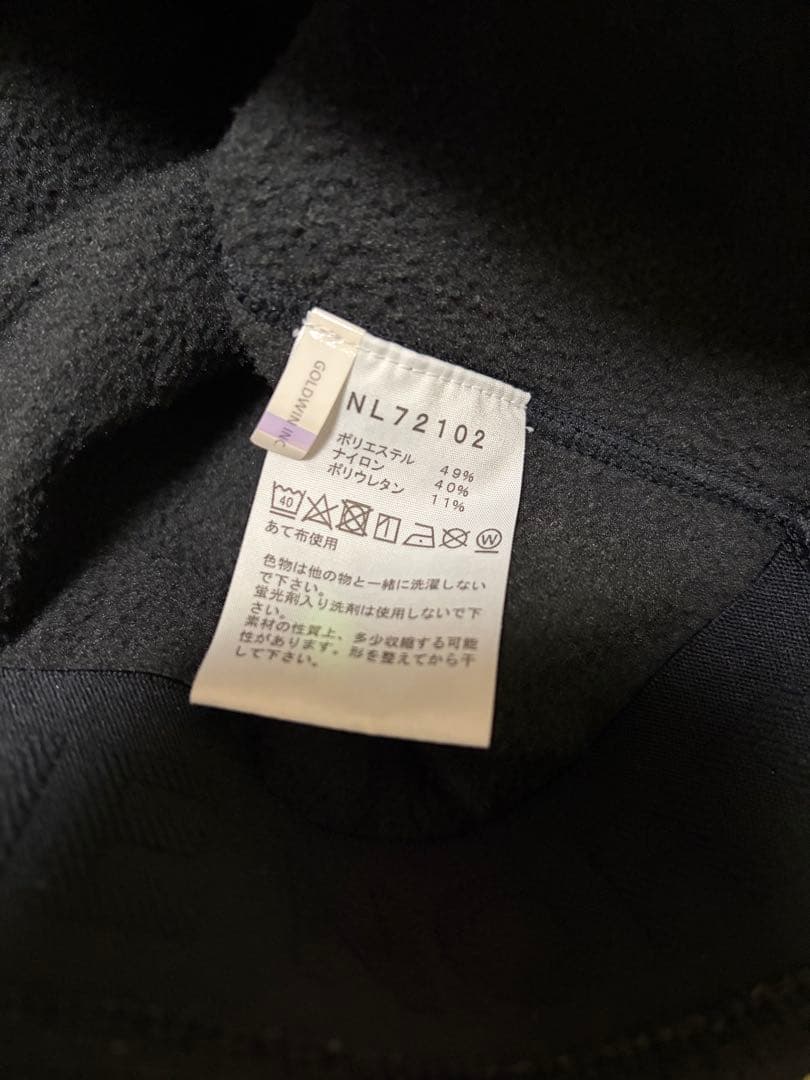 GOLDWIN INC
NL72102
ポリエステル 49%
ナイロン 40%
ポリウレタン 11%
40
W
あて布使用
色物は他の物と一緒に洗濯しない
で下さい。
蛍光剤入り洗剤は使用しないで下
さい。
素材の性質上、多少収縮する可能
性があります。形を整えてから干
して下さい。